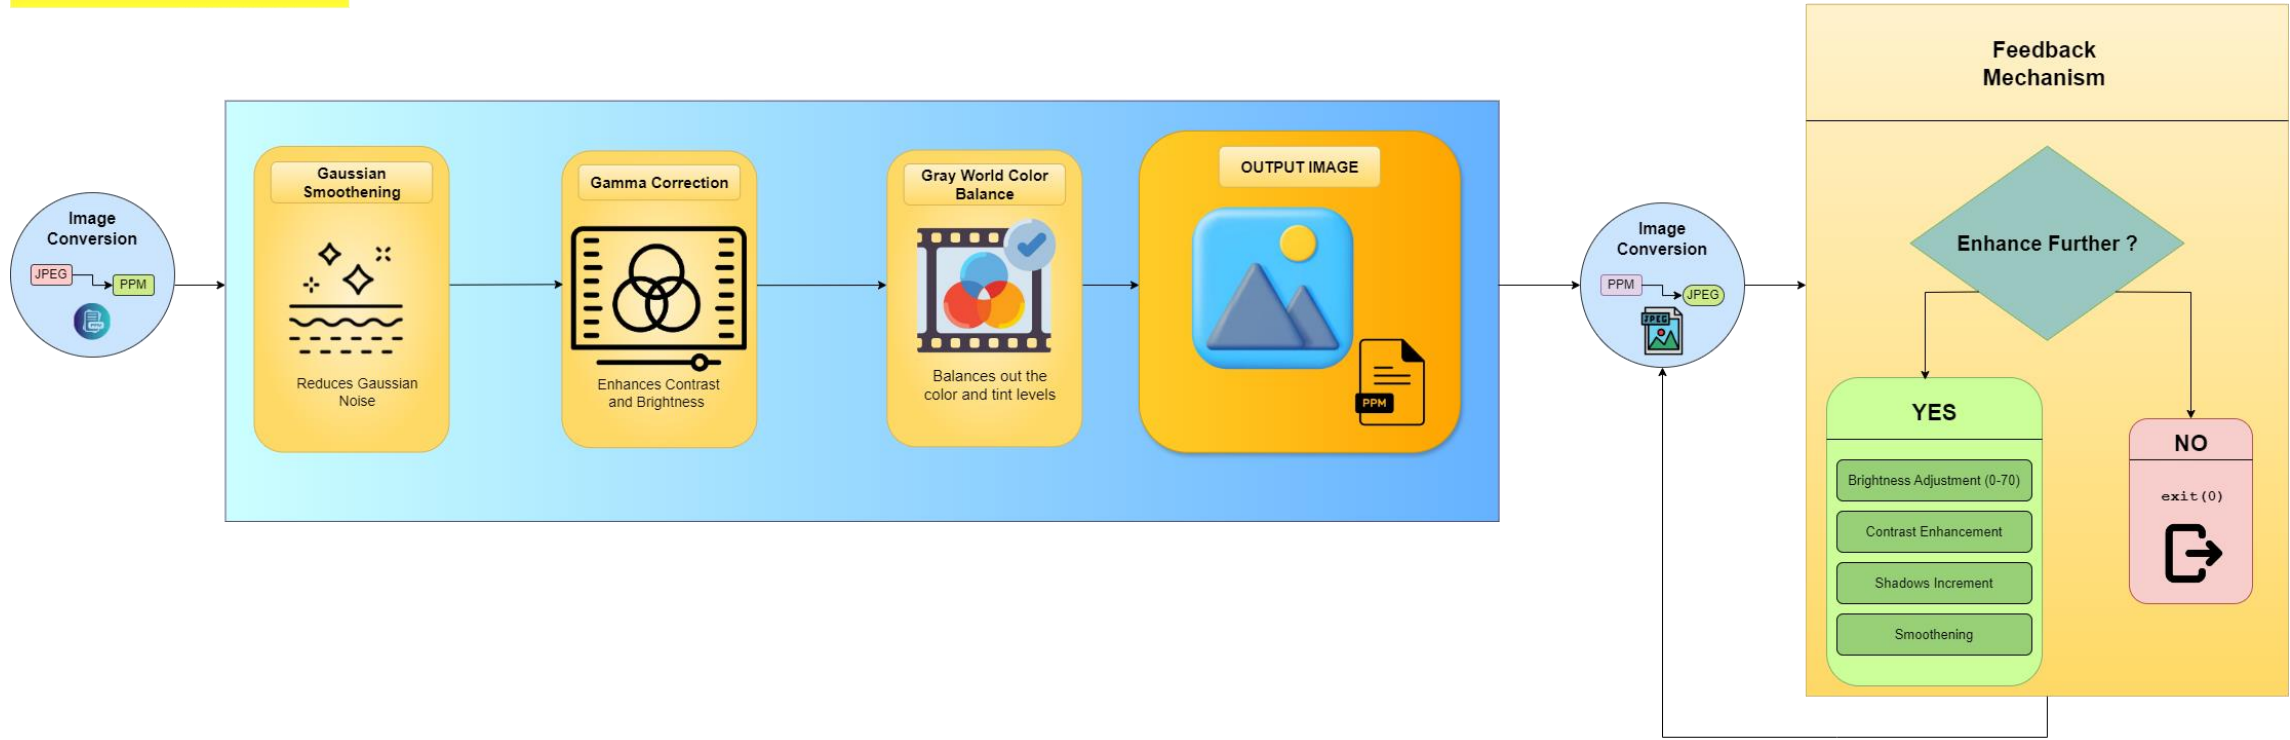 Image
Conversion
JPEG
PPM
Gaussian
Smoothening
Reduces Gaussian
Noise
Gamma Correction
Enhances Contrast
and Brightness
Gray World Color
Balance
Balances out the
color and tint levels
OUTPUT IMAGE
PPM
Image
Conversion
PPM
JPEG
JPEG
Feedback
Mechanism
Enhance Further ?
YES
Brightness Adjustment (0-70)
Contrast Enhancement
Shadows Increment
Smoothening
NO
exit(0)